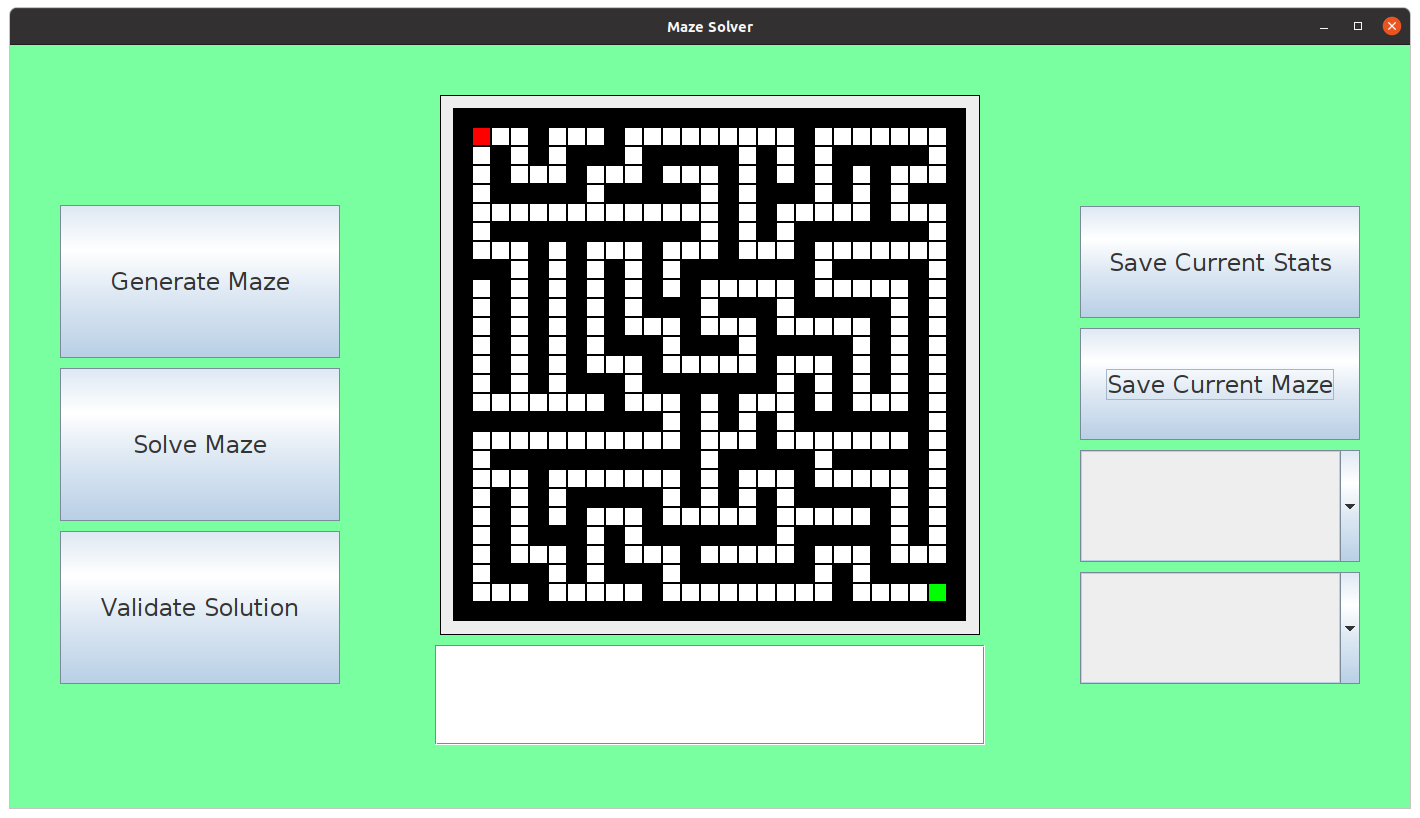 Maze Solver
Generate Maze
Solve Maze
Validate Solution
Save Current Stats
Save Current Maze